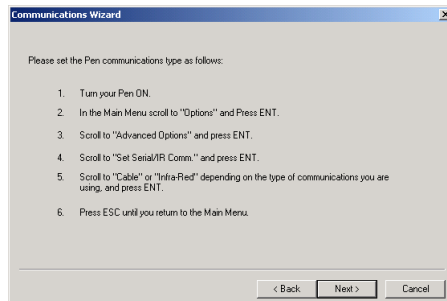 Communications Wizard
Please set the Pen communications type as follows:
1. Turn your Pen ON.
2. In the Main Menu scroll to "Options" and Press ENT.
3. Scroll to "Advanced Options" and press ENT.
4. Scroll to "Set Serial/IR Comm." and press ENT.
5. Scroll to "Cable" or "Infra-Red" depending on the type of communications you are
using, and press ENT.
6. Press ESC until you return to the Main Menu.
< Back Next > Cancel